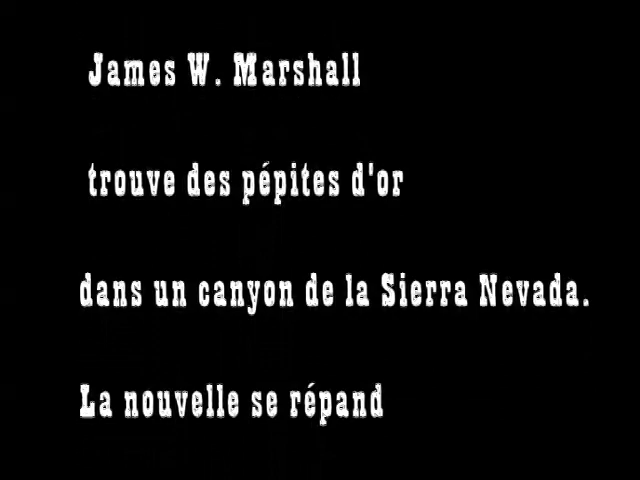 James W. Marshall
trouve des pépites d'or
dans un canyon de la Sierra Nevada.
La nouvelle se répand